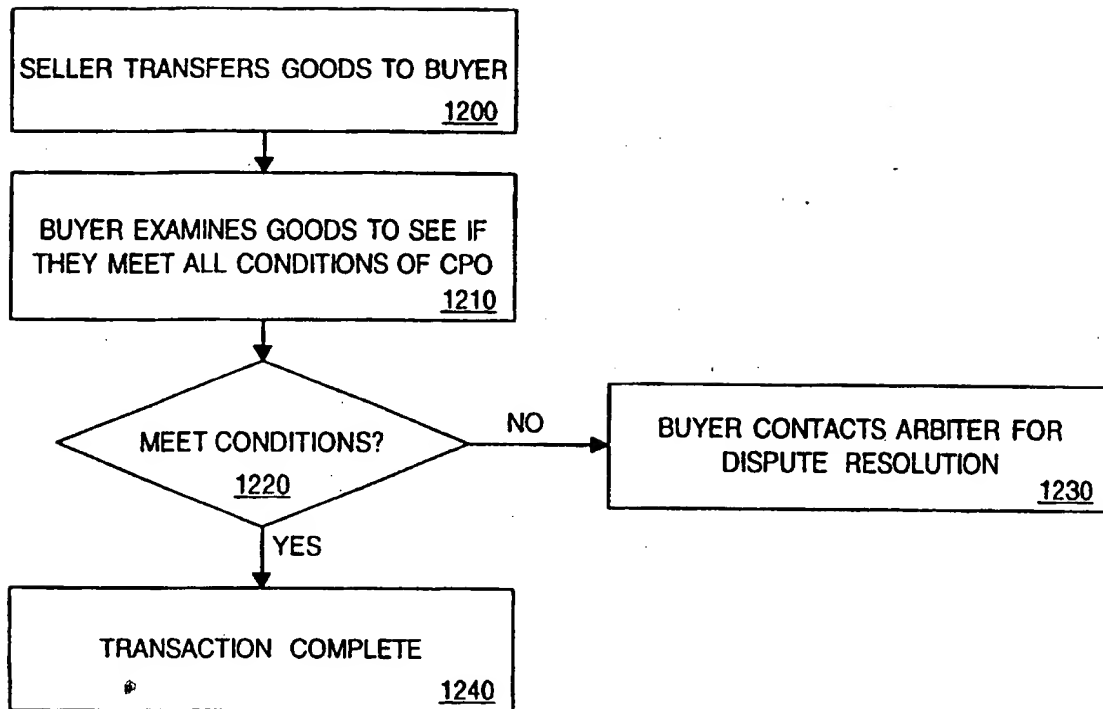 SELLER TRANSFERS GOODS TO BUYER
1200
BUYER EXAMINES GOODS TO SEE IF
THEY MEET ALL CONDITIONS OF CPO
1210
MEET CONDITIONS?
1220
NO
BUYER CONTACTS ARBITER FOR
DISPUTE RESOLUTION
1230
YES
TRANSACTION COMPLETE
1240